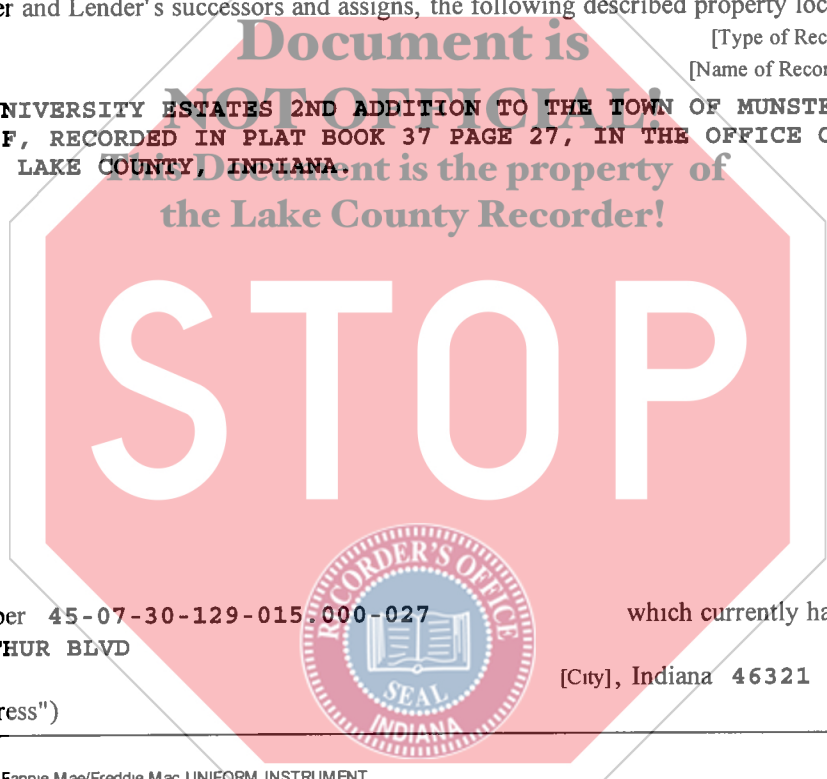 er and Lender's successors and assigns, the following described property loc
Document is
[Type of Rec
[Name of Recor
NOT OFFICIAL!
NIVERSITY ESTATES 2ND ADDITION TO THE TOWN OF MUNSTE
F, RECORDED IN PLAT BOOK 37 PAGE 27, IN THE OFFICE O
LAKE COUNTY, INDIANA.
This Document is the property of
the Lake County Recorder!
STOP
RECORDER'S OFFICE
SEAL
INDIANA
ber 45-07-30-129-015.000-027 which currently ha
HUR BLVD
[City], Indiana 46321
ress")
Fannie Mae/Freddie Mac UNIFORM INSTRUMENT